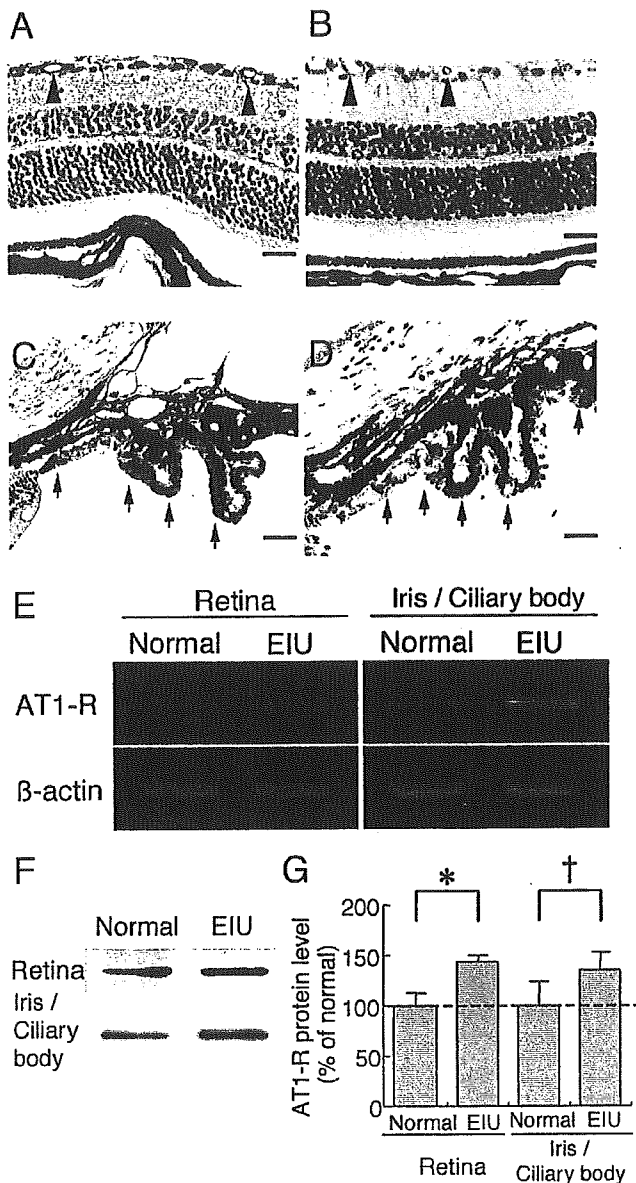 A
B
C
D
E
Retina
Iris / Ciliary body
Normal
EIU
Normal
EIU
AT1-R
ß-actin
F
Normal
EIU
Retina
Iris /
Ciliary
body
G
*
†
AT1-R protein level
(% of normal)
200
150
100
50
0
Normal
EIU
Normal
EIU
Retina
Iris /
Ciliary body